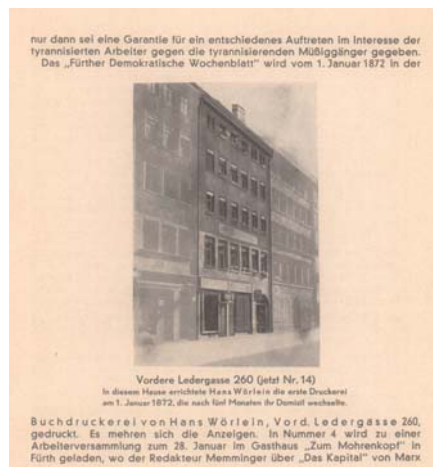 nur dann sei eine Garantie für ein entschiedenes Auftreten im Interesse der
tyrannisierten Arbeiter gegen die tyrannisierenden Müßiggänger gegeben.
Das „Fürther Demokratische Wochenblatt" wird vom 1. Januar 1872 in der
Vordere Ledergasse 260 (jetzt Nr. 14)
In diesem Hause errichtete Hans Wörlein die erste Druckerei
am 1. Januar 1872, die nach fünf Monaten ihr Domizil wechselte.
Buchdruckerei von Hans Wörlein, Vord. Ledergasse 260,
gedruckt. Es mehren sich die Anzeigen. In Nummer 4 wird zu einer
Arbeiterversammlung zum 28. Januar im Gasthaus „Zum Mohrenkopf" in
Fürth geladen, wo der Redakteur Memminger über „Das Kapital" von Marx